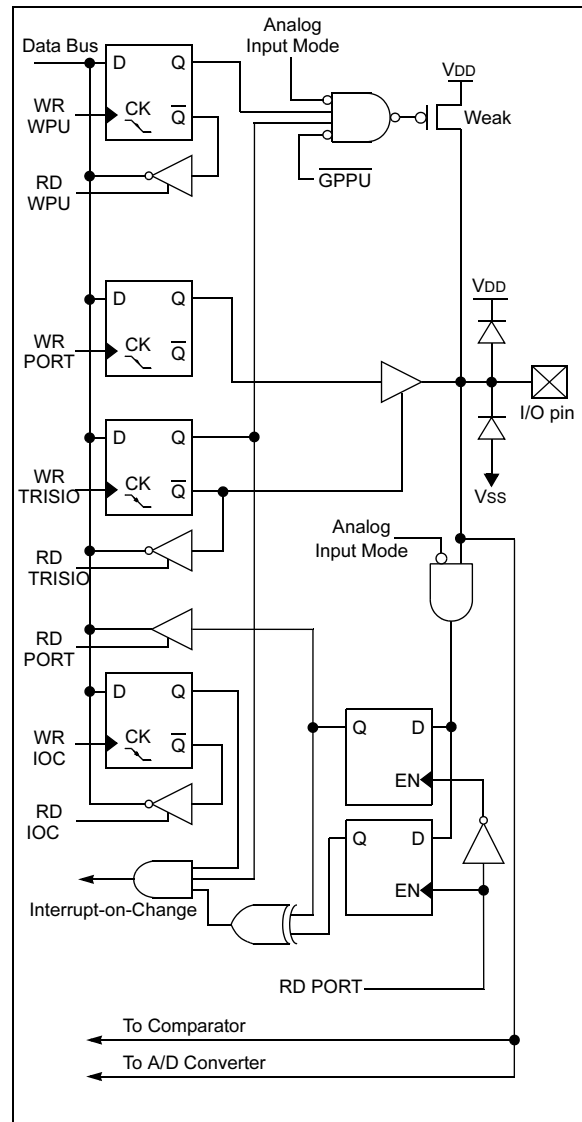 Analog
Input Mode
Data Bus
D Q
VDD
WR
WPU
CK
Q
Weak
RD
WPU
GPPU
D Q
VDD
WR
PORT
CK
Q
I/O pin
D Q
WR
TRISIO
CK
Q
VSS
Analog
Input Mode
RD
TRISIO
RD
PORT
D Q
Q D
WR
IOC
CK
Q
EN
RD
IOC
Q D
Interrupt-on-Change
EN
RD PORT
To Comparator
To A/D Converter